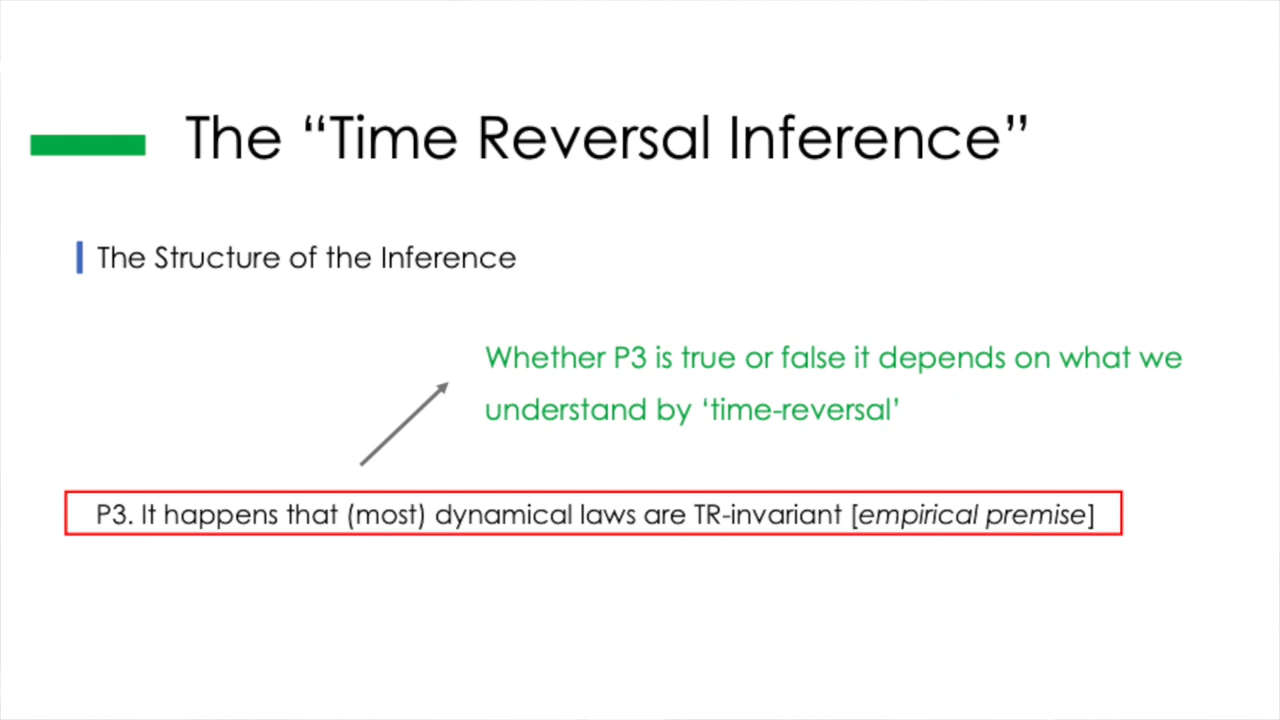 The “Time Reversal Inference”
The Structure of the Inference
Whether P3 is true or false it depends on what we
understand by ‘time-reversal’
P3. It happens that (most) dynamical laws are TR-invariant [empirical premise]